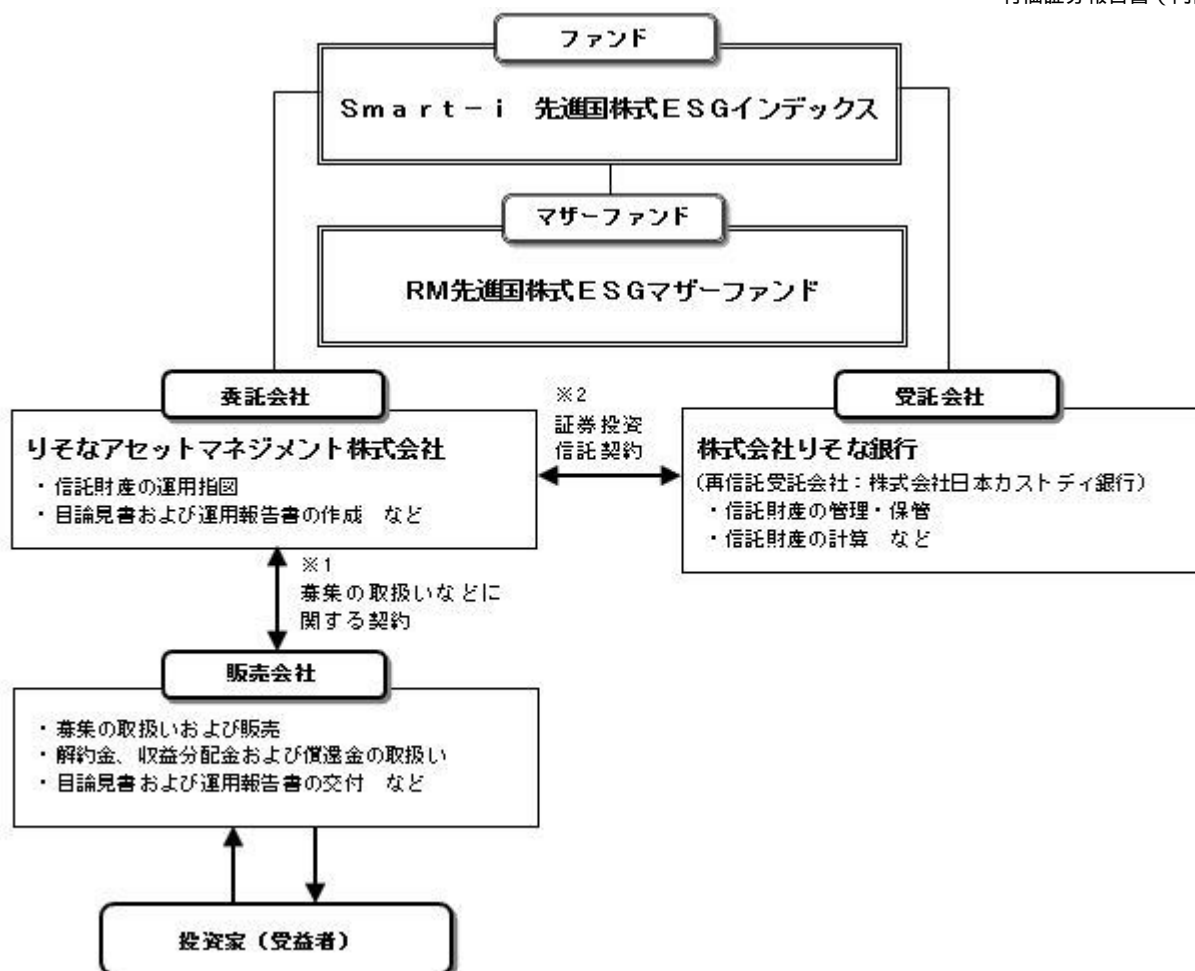 ファンド
Smart-i 先進国株式ESGインデックス
マザーファンド
RM先進国株式ESGマザーファンド
委託会社
りそなアセットマネジメント株式会社
・信託財産の運用指図
・目論見書および運用報告書の作成 など
※2
証券投資
信託契約
受託会社
株式会社りそな銀行
(再信託受託会社:株式会社日本カストディ銀行)
・信託財産の管理・保管
・信託財産の計算 など
※1
募集の取扱いなどに
関する契約
販売会社
・募集の取扱いおよび販売
・解約金、収益分配金および償還金の取扱い
・目論見書および運用報告書の交付 など
投資家(受益者)